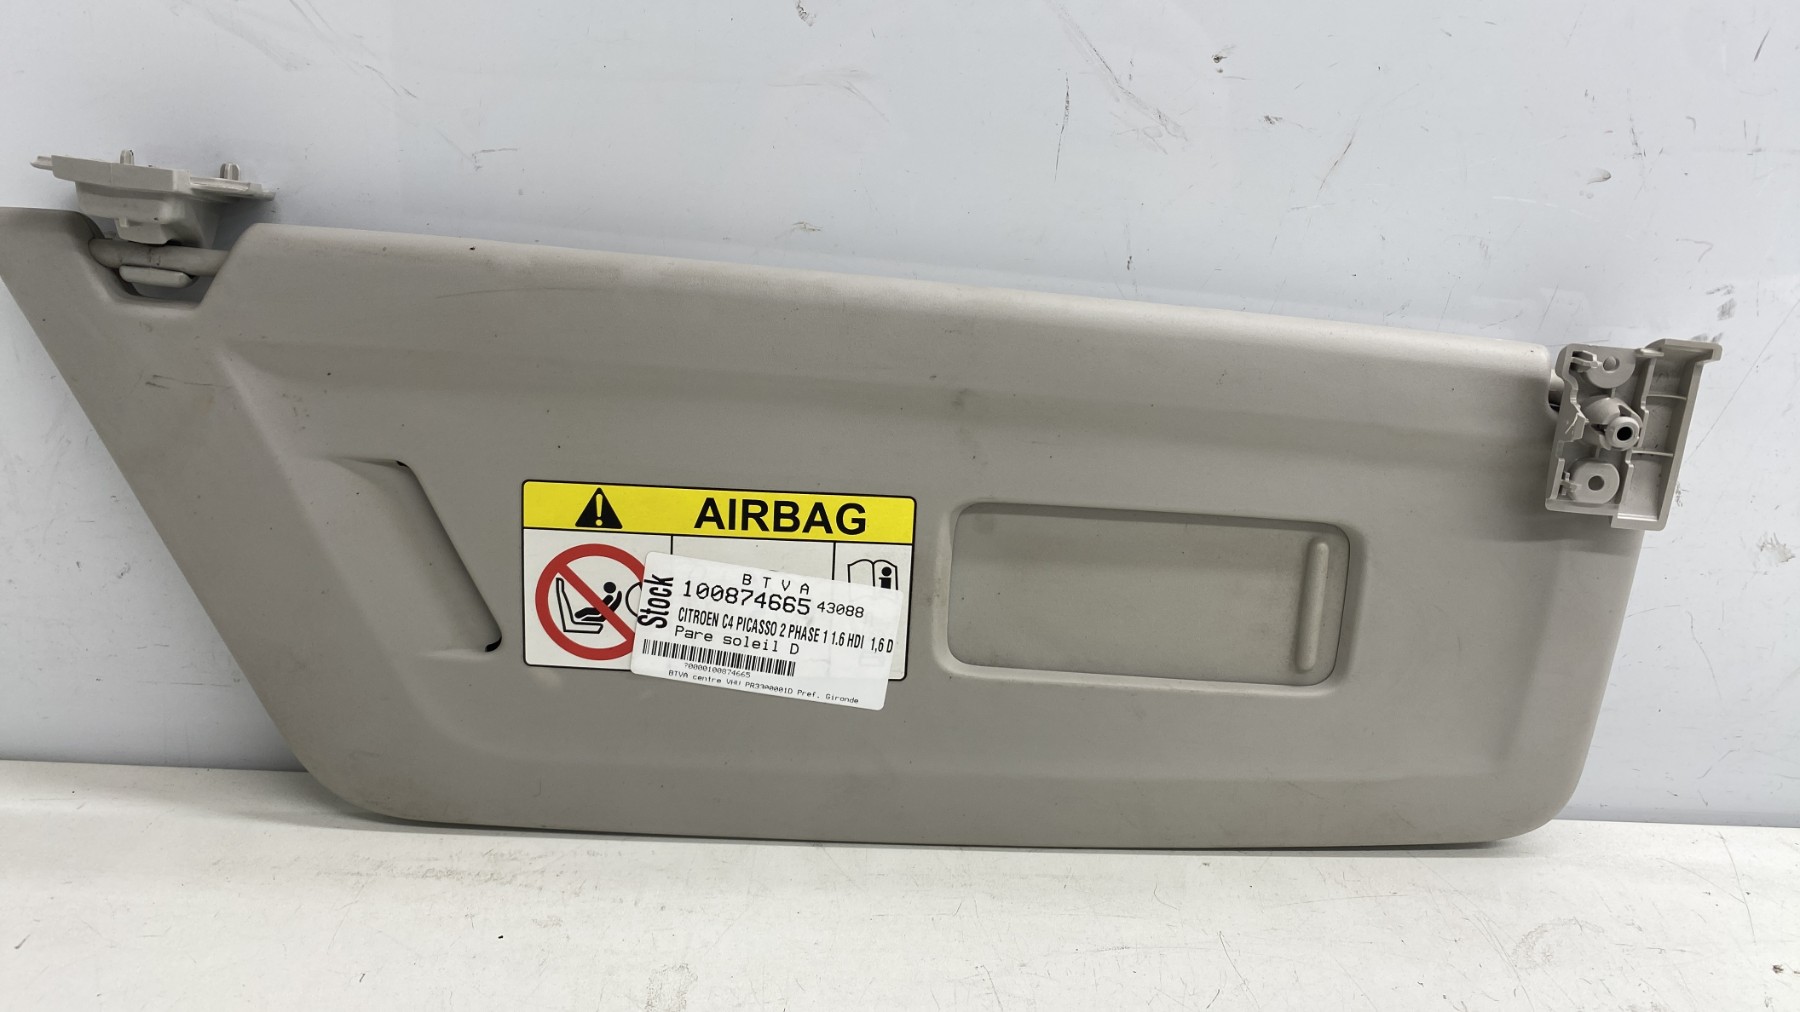 AIRBAG
Stock
B T V A
100874665 43088
CITROEN C4 PICASSO 2 PHASE 1 1.6 HDI 1,6 D
Pare soleil D
?0000100874665
BTVA centre VHU PR3300001D Pref. Gironde